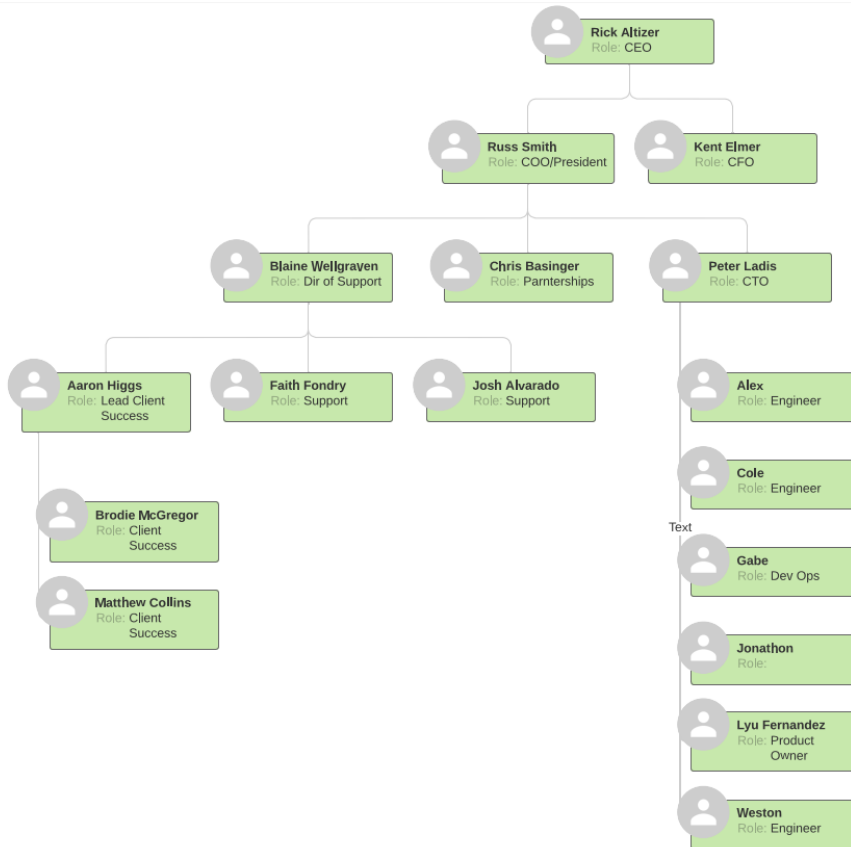 Rick Altizer
Role: CEO
Russ Smith
Role: COO/President
Kent Elmer
Role: CFO
Blaine Wellgraven
Role: Dir of Support
Chris Basinger
Role: Parnterships
Peter Ladis
Role: CTO
Aaron Higgs
Role: Lead Client
Success
Faith Fondry
Role: Support
Josh Alvarado
Role: Support
Alex
Role: Engineer
Cole
Role: Engineer
Brodie McGregor
Role: Client
Success
Text
Gabe
Role: Dev Ops
Matthew Collins
Role: Client
Success
Jonathon
Role:
Lyu Fernandez
Role: Product
Owner
Weston
Role: Engineer